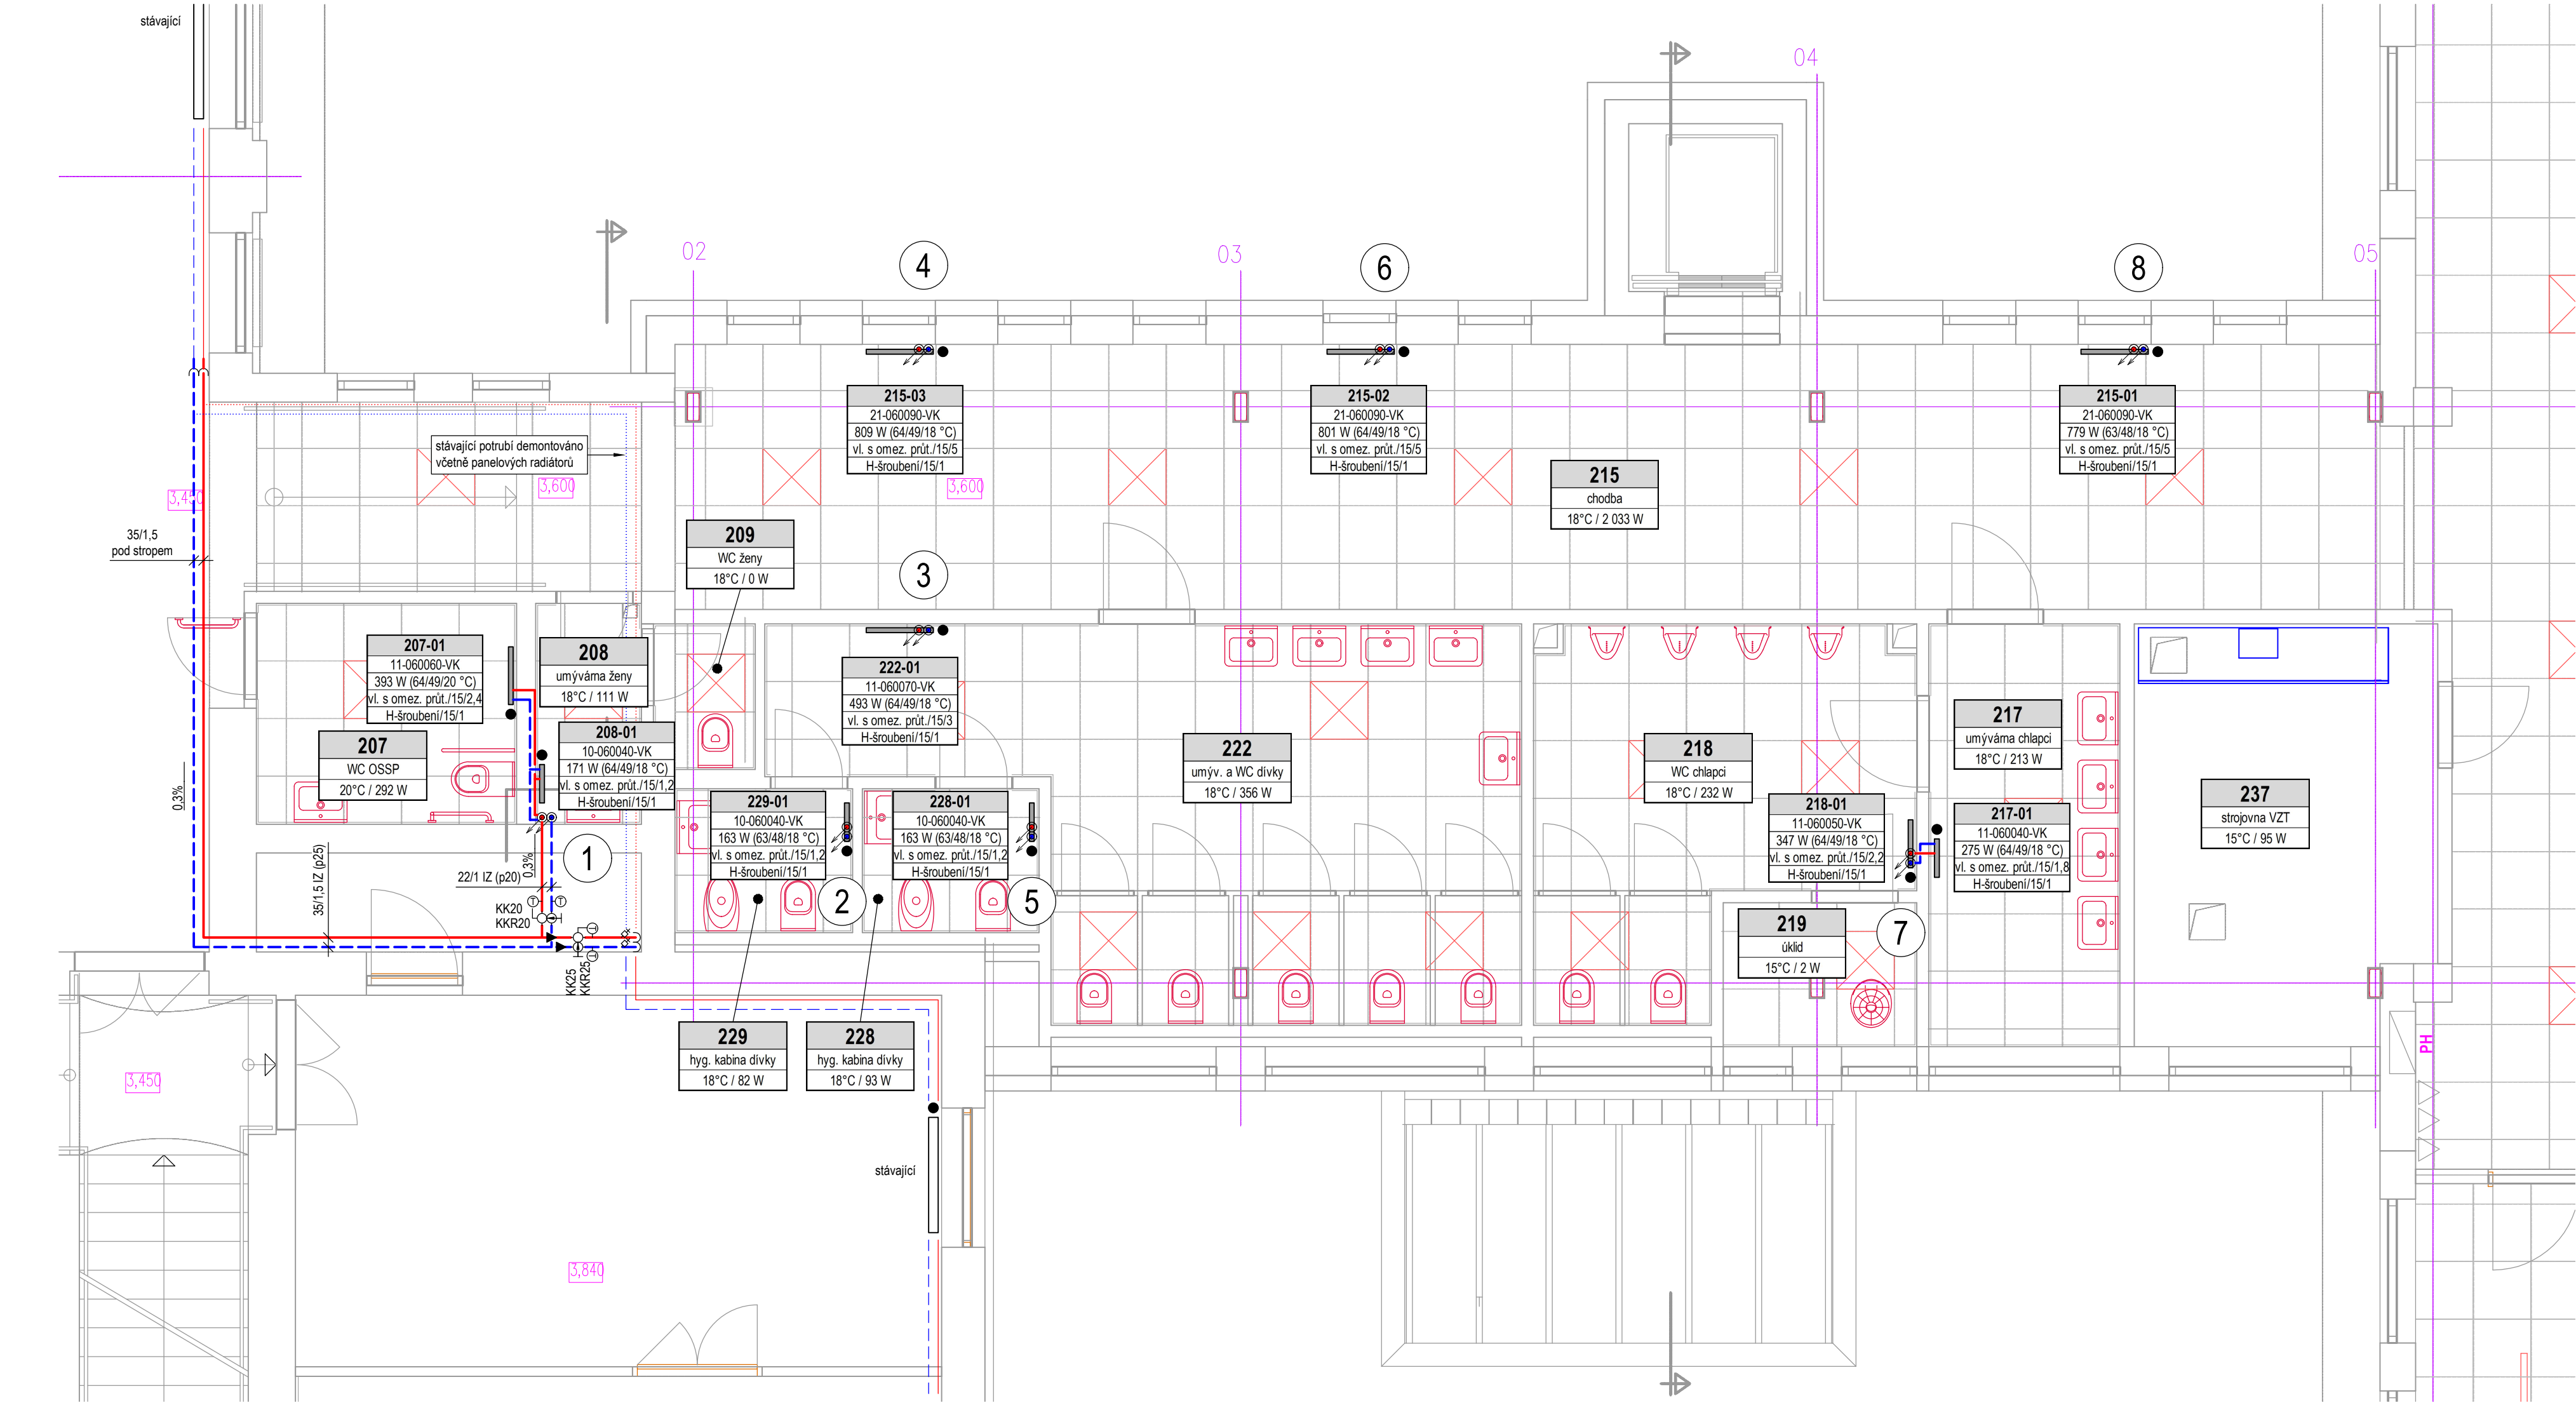 stávající
04
02
4
03
6
8
05
215-03
21-060090-VK
809 W (64/49/18 °C)
vl. s omez. průt./15/5
H-šroubení/15/1
215-02
21-060090-VK
801 W (64/49/18 °C)
vl. s omez. průt./15/5
H-šroubení/15/1
215-01
21-060090-VK
779 W (63/48/18 °C)
vl. s omez. průt./15/5
H-šroubení/15/1
stávající potrubí demontováno
včetně panelových radiátorů
3,450
3,600
3,600
215
chodba
18°C / 2 033 W
35/1,5
pod stropem
209
WC ženy
18°C / 0 W
3
207-01
11-060060-VK
393 W (64/49/20 °C)
vl. s omez. průt./15/2,4
H-šroubení/15/1
208
umývárna ženy
18°C / 111 W
222-01
11-060070-VK
493 W (64/49/18 °C)
vl. s omez. průt./15/3
H-šroubení/15/1
207
WC OSSP
20°C / 292 W
208-01
10-060040-VK
171 W (64/49/18 °C)
vl. s omez. průt./15/1,2
H-šroubení/15/1
222
umýv. a WC dívky
18°C / 356 W
218
WC chlapci
18°C / 232 W
217
umývárna chlapci
18°C / 213 W
237
strojovna VZT
15°C / 95 W
229-01
10-060040-VK
163 W (63/48/18 °C)
vl. s omez. průt./15/1,2
H-šroubení/15/1
228-01
10-060040-VK
163 W (63/48/18 °C)
vl. s omez. průt./15/1,2
H-šroubení/15/1
218-01
11-060050-VK
347 W (64/49/18 °C)
vl. s omez. průt./15/2,2
H-šroubení/15/1
217-01
11-060040-VK
275 W (64/49/18 °C)
vl. s omez. průt./15/1,8
H-šroubení/15/1
0,3%
35/1,5 IZ (p25)
0,3%
1
22/1 IZ (p20)
KK20
KKR20
2
5
7
219
úklid
15°C / 2 W
KK25
KKR25
229
hyg. kabina dívky
18°C / 82 W
228
hyg. kabina dívky
18°C / 93 W
PH
3,450
stávající
3,840